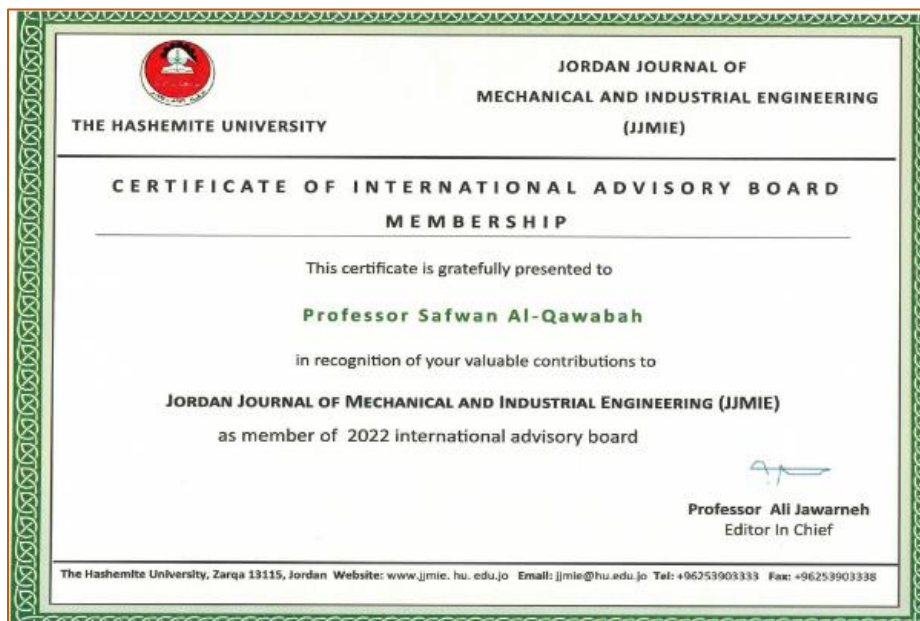 THE HASHEMITE UNIVERSITY
JORDAN JOURNAL OF
MECHANICAL AND INDUSTRIAL ENGINEERING
(JJMIE)
CERTIFICATE OF INTERNATIONAL ADVISORY BOARD
MEMBERSHIP
This certificate is gratefully presented to
Professor Safwan Al-Qawabah
in recognition of your valuable contributions to
JORDAN JOURNAL OF MECHANICAL AND INDUSTRIAL ENGINEERING (JJMIE)
as member of 2022 international advisory board
Professor Ali Jawarneh
Editor In Chief
The Hashemite University, Zarqa 13115, Jordan Website: www.jjmie. hu. edu.jo Email: jjmie@hu.edu.jo Tel: +96253903333 Fax: +96253903338